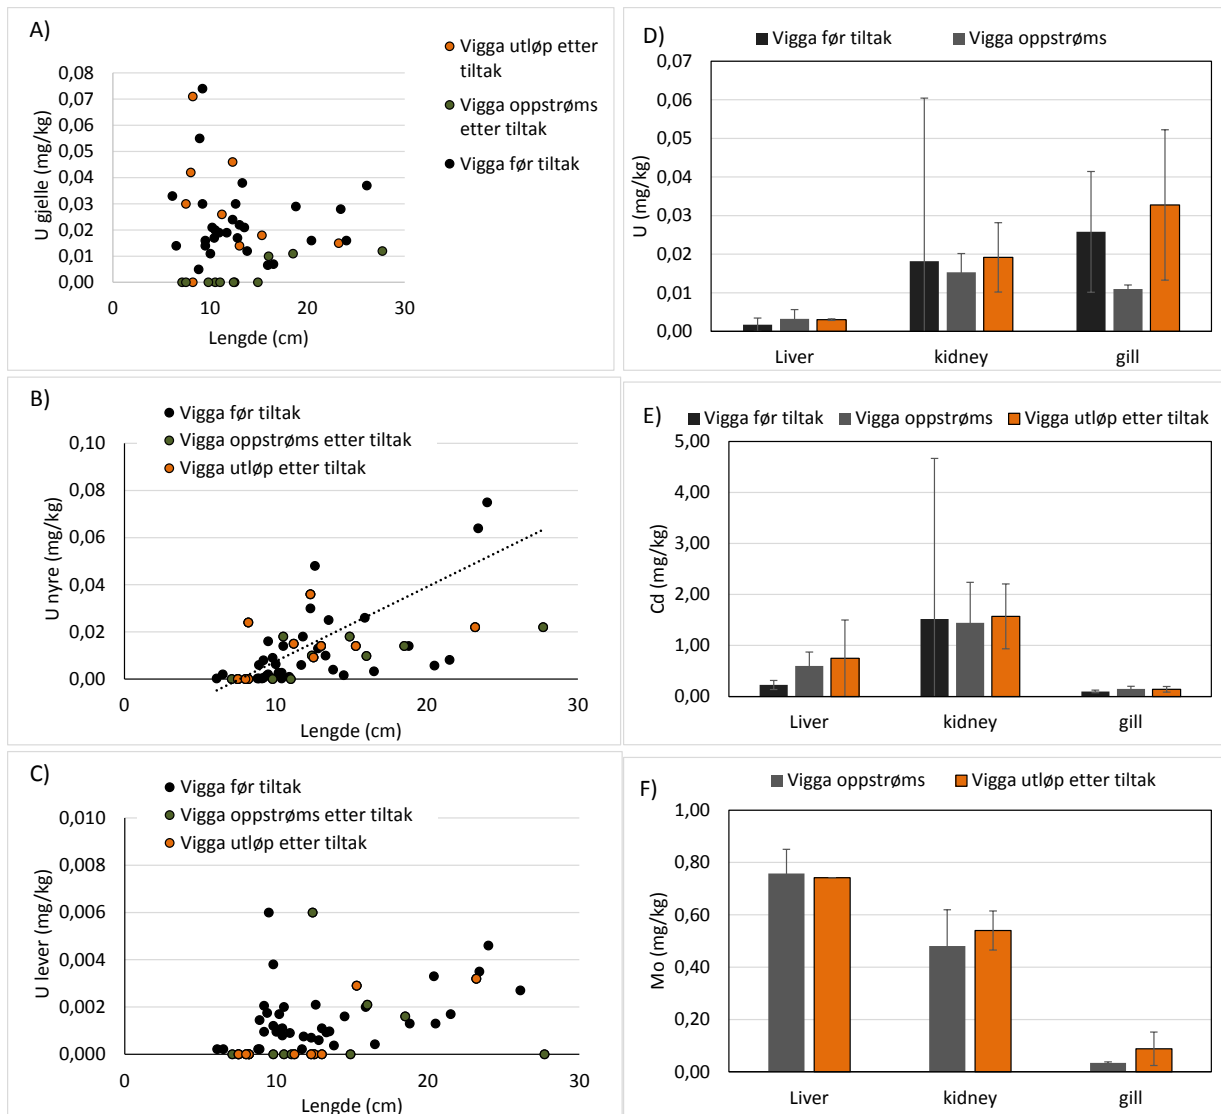 A)
Vigga utløp etter
tiltak
Vigga oppstrøms
etter tiltak
Vigga før tiltak
0,08
0,07
0,06
0,05
0,04
0,03
0,02
0,01
0,00
U gjelle (mg/kg)
0 10 20 30
Lengde (cm)
B)
Vigga før tiltak
Vigga oppstrøms etter tiltak
Vigga utløp etter tiltak
0,10
0,08
0,06
0,04
0,02
0,00
U nyre (mg/kg)
0 10 20 30
Lengde (cm)
C)
Vigga før tiltak
Vigga oppstrøms etter tiltak
Vigga utløp etter tiltak
0,010
0,008
0,006
0,004
0,002
0,000
U lever (mg/kg)
0 10 20 30
Lengde (cm)
D)
Vigga før tiltak Vigga oppstrøms
0,07
0,06
0,05
0,04
0,03
0,02
0,01
0,00
U (mg/kg)
Liver kidney gill
E)
Vigga før tiltak Vigga oppstrøms Vigga utløp etter tiltak
5,00
4,00
3,00
2,00
1,00
0,00
Cd (mg/kg)
Liver kidney gill
F)
Vigga oppstrøms Vigga utløp etter tiltak
1,00
0,80
0,60
0,40
0,20
0,00
Mo (mg/kg)
Liver kidney gill